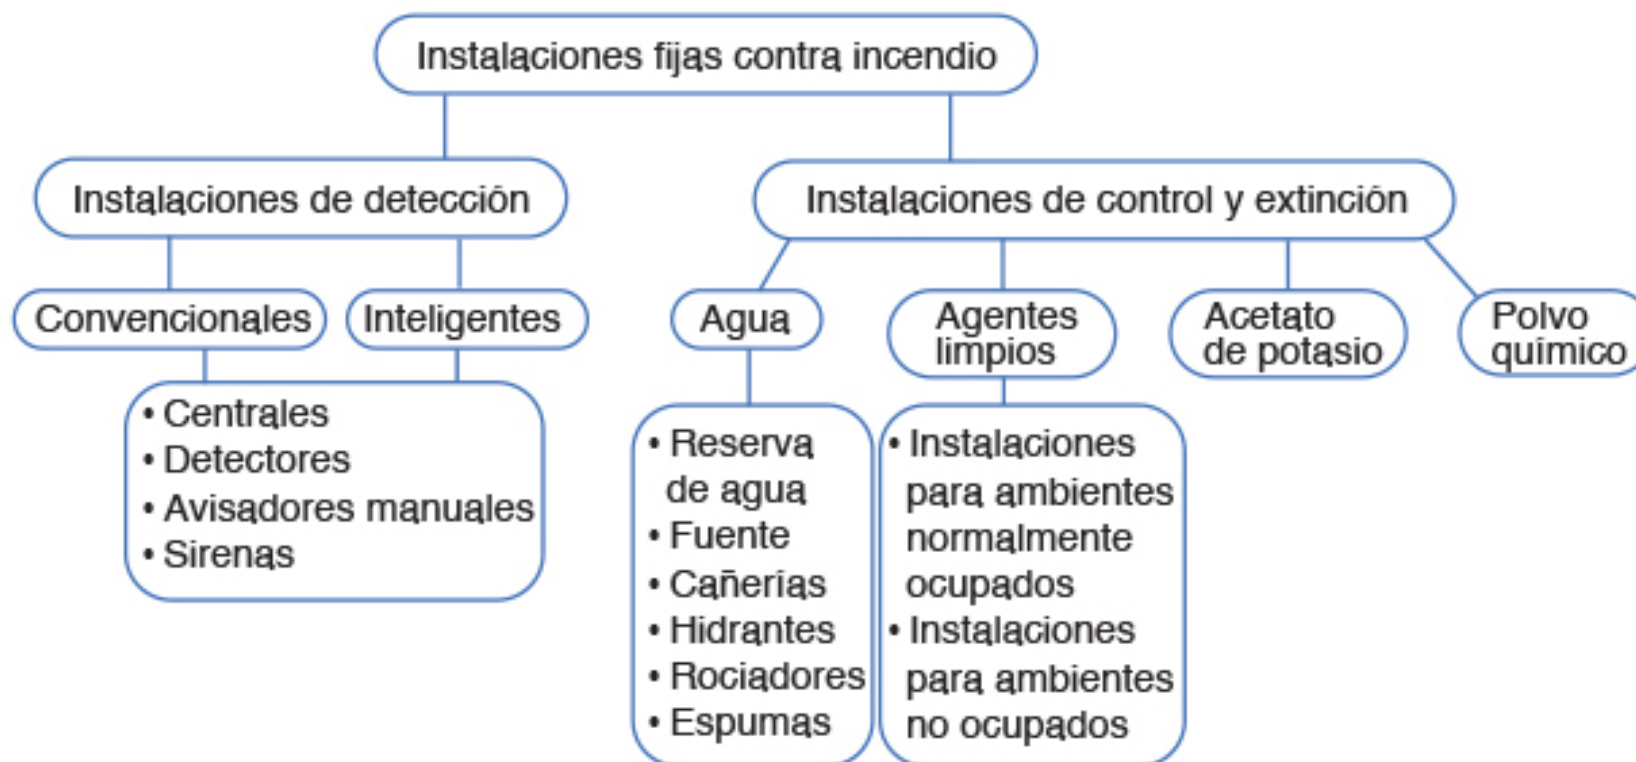 Instalaciones fijas contra incendio
Instalaciones de detección
Instalaciones de control y extinción
Convencionales
Inteligentes
Agua
Agentes
limpios
Acetato
de potasio
Polvo
químico
• Centrales
• Detectores
• Avisadores manuales
• Sirenas
• Reserva
de agua
• Fuente
• Cañerías
• Hidrantes
• Rociadores
• Espumas
• Instalaciones
para ambientes
normalmente
ocupados
• Instalaciones
para ambientes
no ocupados